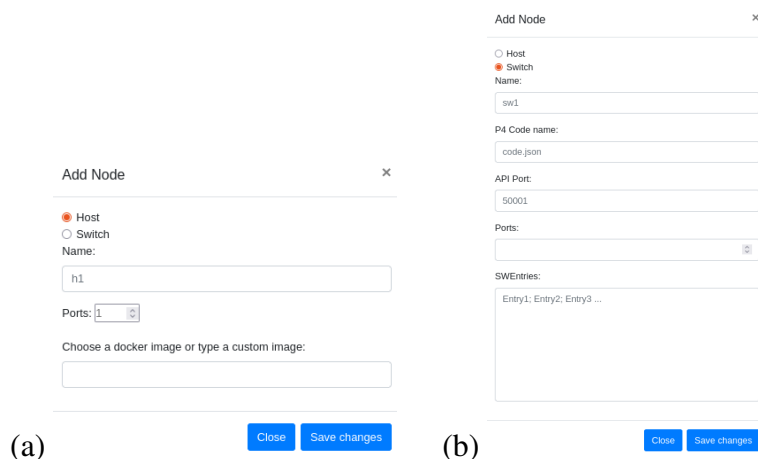 Add Node ×
Host
Switch
Name:
h1
Ports: 1
Choose a docker image or type a custom image:
Close Save changes
(a)
Add Node ×
Host
Switch
Name:
sw1
P4 Code name:
code.json
API Port:
50001
Ports:
SWEntries:
Entry1; Entry2; Entry3 ...
Close Save changes
(b)